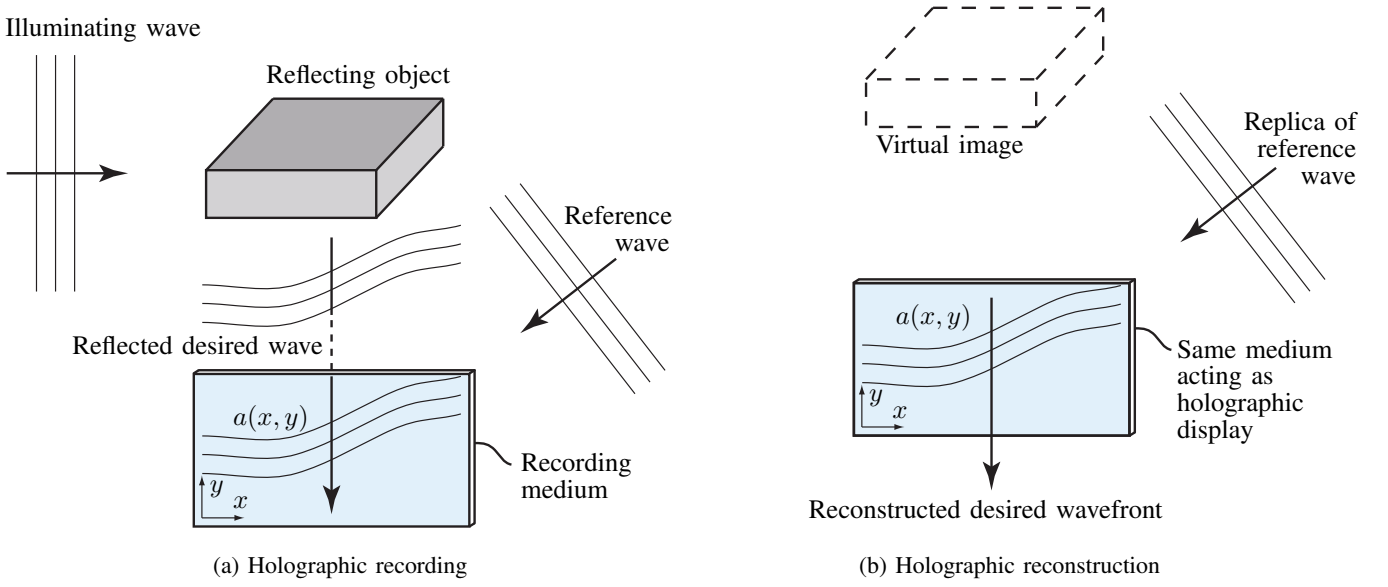 Illuminating wave
Reflecting object
Reference
wave
Reflected desired wave
a(x, y)
y
x
Recording
medium
(a) Holographic recording
Virtual image
Replica of
reference
wave
a(x, y)
y
x
Same medium
acting as
holographic
display
Reconstructed desired wavefront
(b) Holographic reconstruction